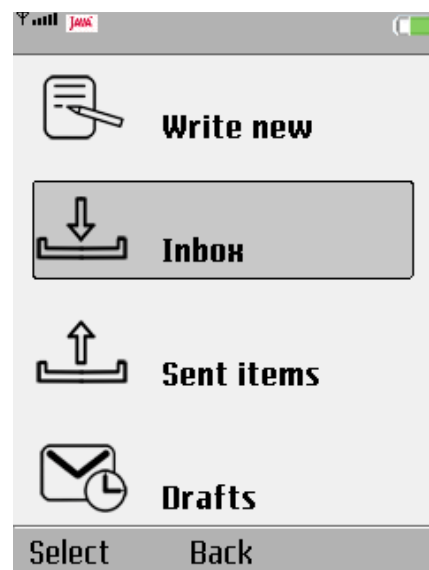 JAVA
Write new
Inbox
Sent items
Drafts
Select Back